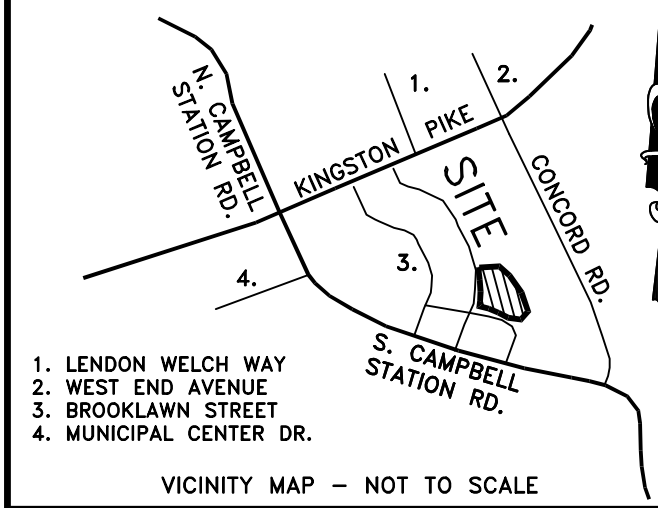 N. CAMPBELL
STATION RD.
KINGSTON PIKE
1.
2.
SITE
CONCORD RD.
3.
4.
S. CAMPBELL
STATION RD.
1. LENDON WELCH WAY
2. WEST END AVENUE
3. BROOKLAWN STREET
4. MUNICIPAL CENTER DR.
VICINITY MAP – NOT TO SCALE